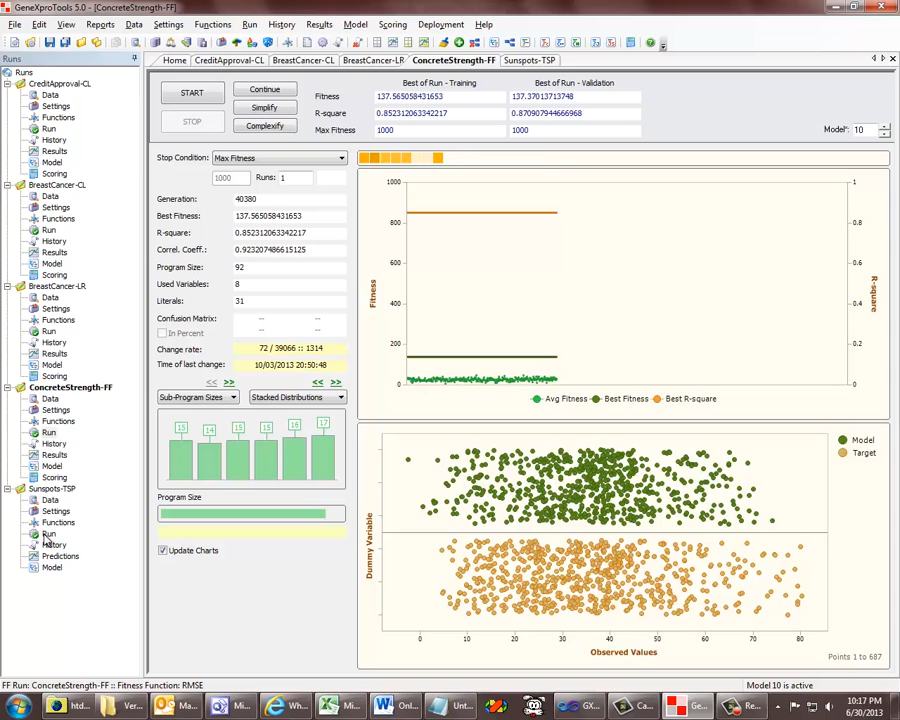 GeneXproTools 5.0 - [ConcreteStrength-FF]
File Edit View Reports Data Settings Functions Run History Results Model Scoring Deployment Help
Runs
Home CreditApproval-CL BreastCancer-CL BreastCancer-LR ConcreteStrength-FF Sunspots-TSP
Runs
CreditApproval-CL
Data
Settings
Functions
Run
History
Results
Model
Scoring
BreastCancer-CL
Data
Settings
Functions
Run
History
Results
Model
Scoring
BreastCancer-LR
Data
Settings
Functions
Run
History
Results
Model
Scoring
ConcreteStrength-FF
Data
Settings
Functions
Run
History
Results
Model
Scoring
Sunspots-TSP
Data
Settings
Functions
Run
History
Predictions
Model
START
STOP
Continue
Simplify
Complexify
Best of Run - Training Best of Run - Validation
Fitness 137.565058431653 137.37013713748
R-square 0.852312063342217 0.870907944666968
Max Fitness 1000 1000
Model: 10
Stop Condition: Max Fitness
1000 Runs: 1
Generation: 40380
Best Fitness: 137.565058431653
R-square: 0.852312063342217
Correl. Coeff.: 0.923207486615125
Program Size: 92
Used Variables: 8
Literals: 31
Confusion Matrix: -- --
In Percent -- --
Change rate: 72 / 39066 :: 1314
Time of last change: 10/03/2013 20:50:48
<< >> << >>
Sub-Program Sizes Stacked Distributions
15 14 15 15 16 17
Program Size
Update Charts
1000
800
600
400
200
0
Fitness
1
0.8
0.6
0.4
0.2
0
R-square
Avg Fitness Best Fitness Best R-square
Dummy Variable
Model
Target
0 10 20 30 40 50 60 70 80
Observed Values
Points 1 to 687
FF Run: ConcreteStrength-FF :: Fitness Function: RMSE
Model 10 is active
htd... Ver... Ma... Mi... Wh... Mi... Onl... Unt... GX... Ca... Ge... Re...
10:17 PM
6/30/2013